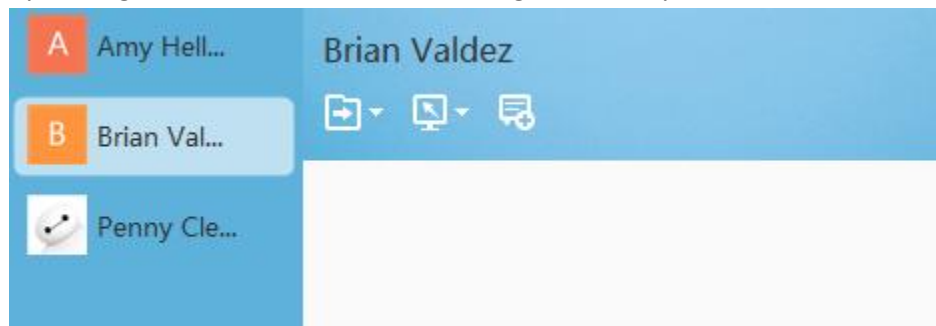 A Amy Hell...
Brian Valdez
B Brian Val...
Penny Cle...